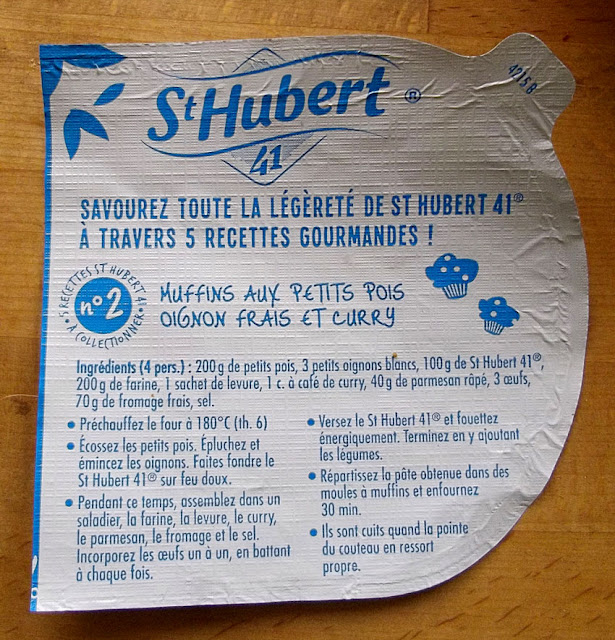 4215B
St Hubert ®
41
SAVOUREZ TOUTE LA LÉGÈRETÉ DE ST HUBERT 41®
À TRAVERS 5 RECETTES GOURMANDES !
5 RECETTES ST HUBERT 41
n°2
• À COLLECTIONNER •
MUFFINS AUX PETITS POIS
OIGNON FRAIS ET CURRY
Ingrédients (4 pers.) : 200 g de petits pois, 3 petits oignons blancs, 100 g de St Hubert 41®,
200 g de farine, 1 sachet de levure, 1 c. à café de curry, 40 g de parmesan râpé, 3 œufs,
70 g de fromage frais, sel.
• Préchauffez le four à 180°C (th. 6)
• Écossez les petits pois. Épluchez et
émincez les oignons. Faites fondre le
St Hubert 41® sur feu doux.
• Pendant ce temps, assemblez dans un
saladier, la farine, la levure, le curry,
le parmesan, le fromage et le sel.
Incorporez les œufs un à un, en battant
à chaque fois.
• Versez le St Hubert 41® et fouettez
énergiquement. Terminez en y ajoutant
les légumes.
• Répartissez la pâte obtenue dans des
moules à muffins et enfournez
30 min.
• Ils sont cuits quand la pointe
du couteau en ressort
propre.